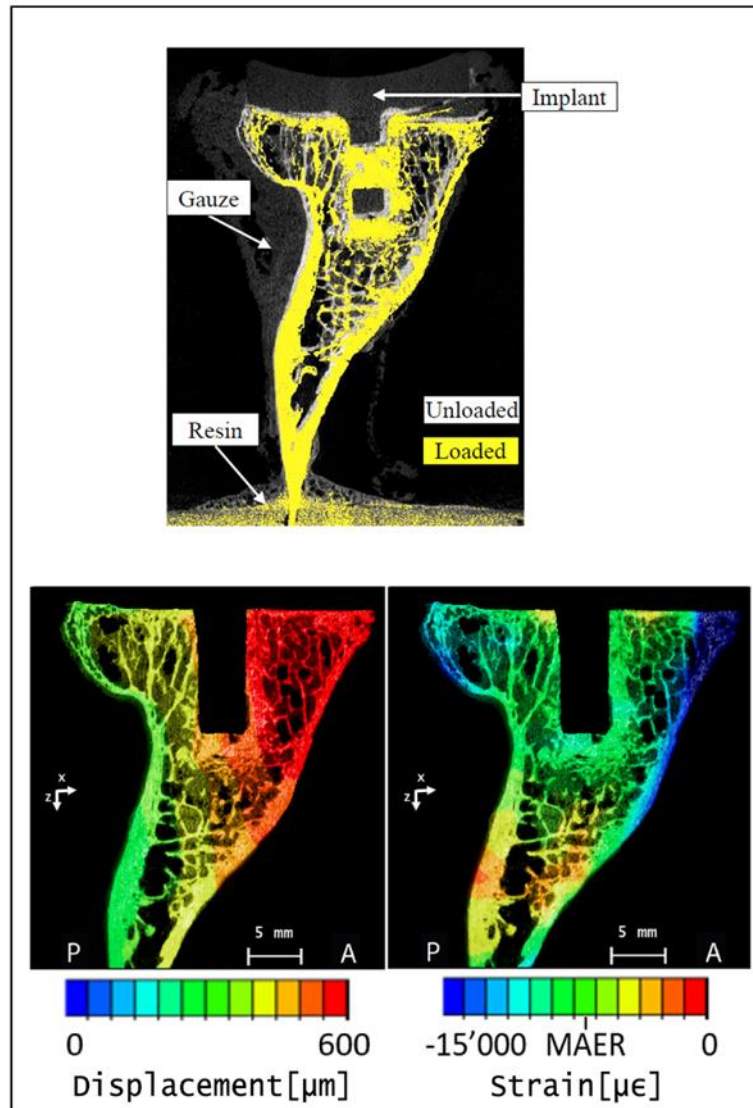 Implant
Gauze
Unloaded
Loaded
Resin
x
z
5 mm
P
A
x
z
5 mm
P
A
0
600
Displacement[µm]
-15'000
MAER
0
Strain[µϵ]